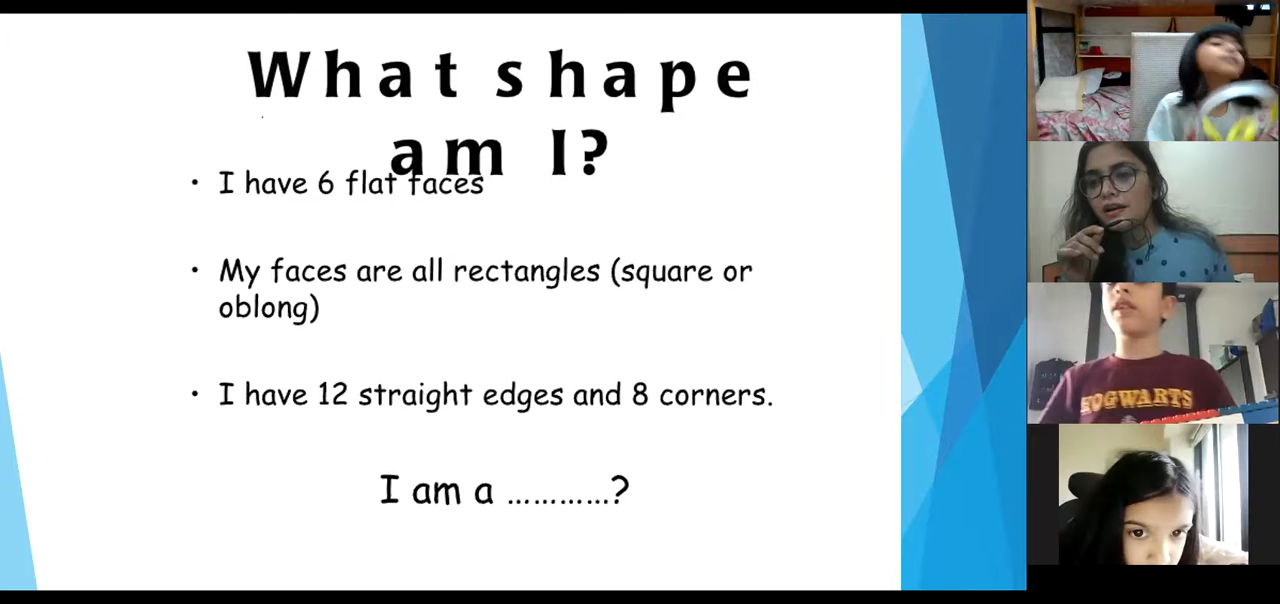 What shape
am I?
• I have 6 flat faces
• My faces are all rectangles (square or
oblong)
• I have 12 straight edges and 8 corners.
I am a ............?
HOGWARTS